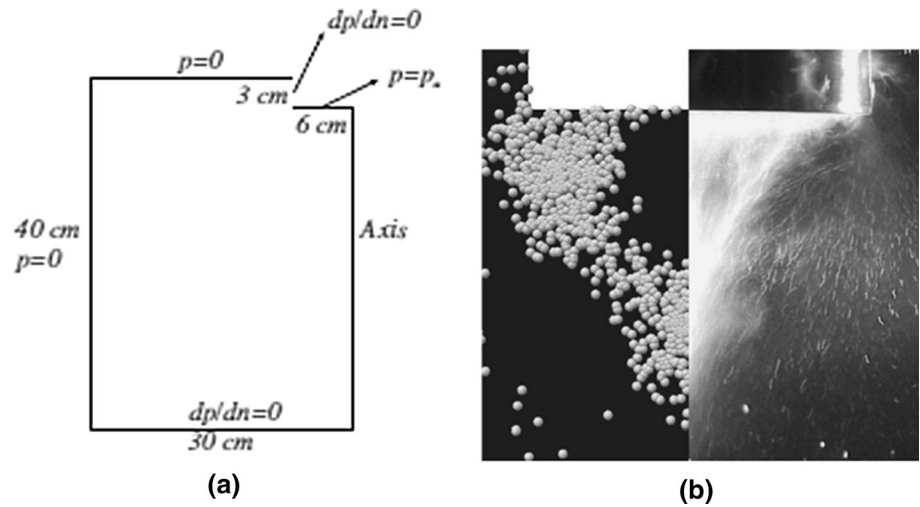 dp/dn=0
p=0
p=p*
3 cm
6 cm
40 cm
p=0
Axis
dp/dn=0
30 cm
(a)
(b)